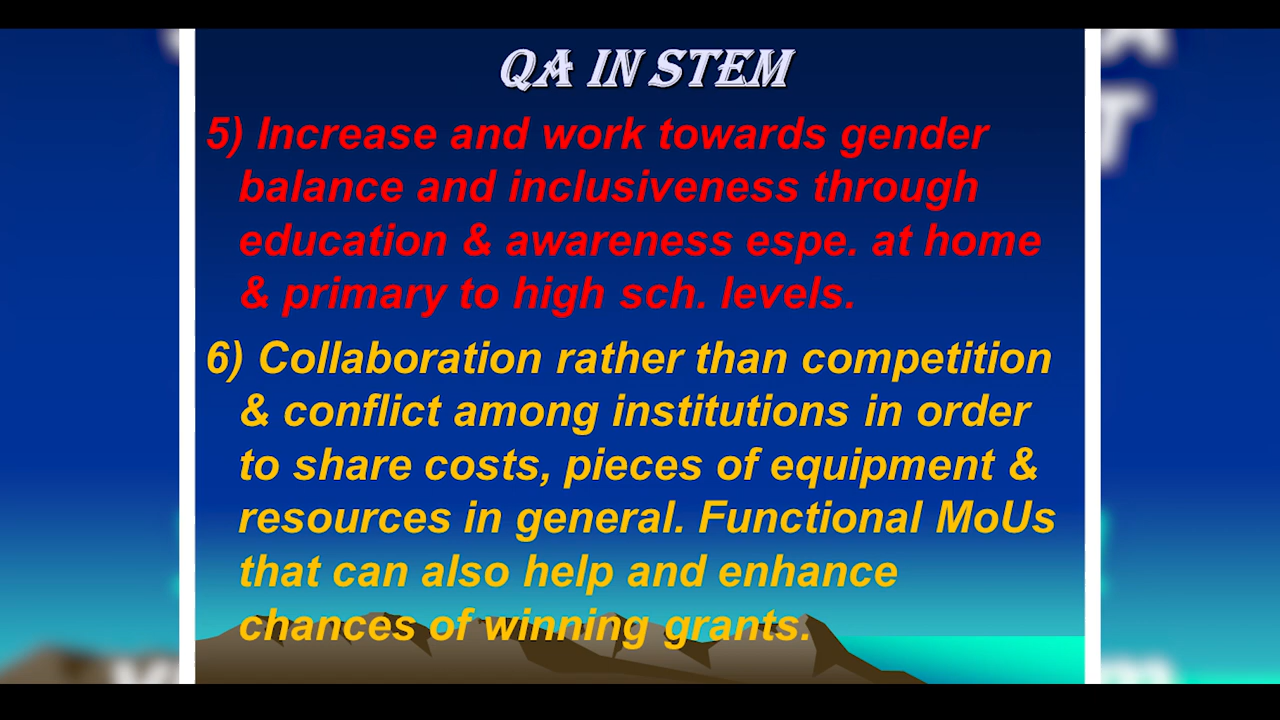 QA IN STEM
5) Increase and work towards gender
balance and inclusiveness through
education & awareness espe. at home
& primary to high sch. levels.
6) Collaboration rather than competition
& conflict among institutions in order
to share costs, pieces of equipment &
resources in general. Functional MoUs
that can also help and enhance
chances of winning grants.